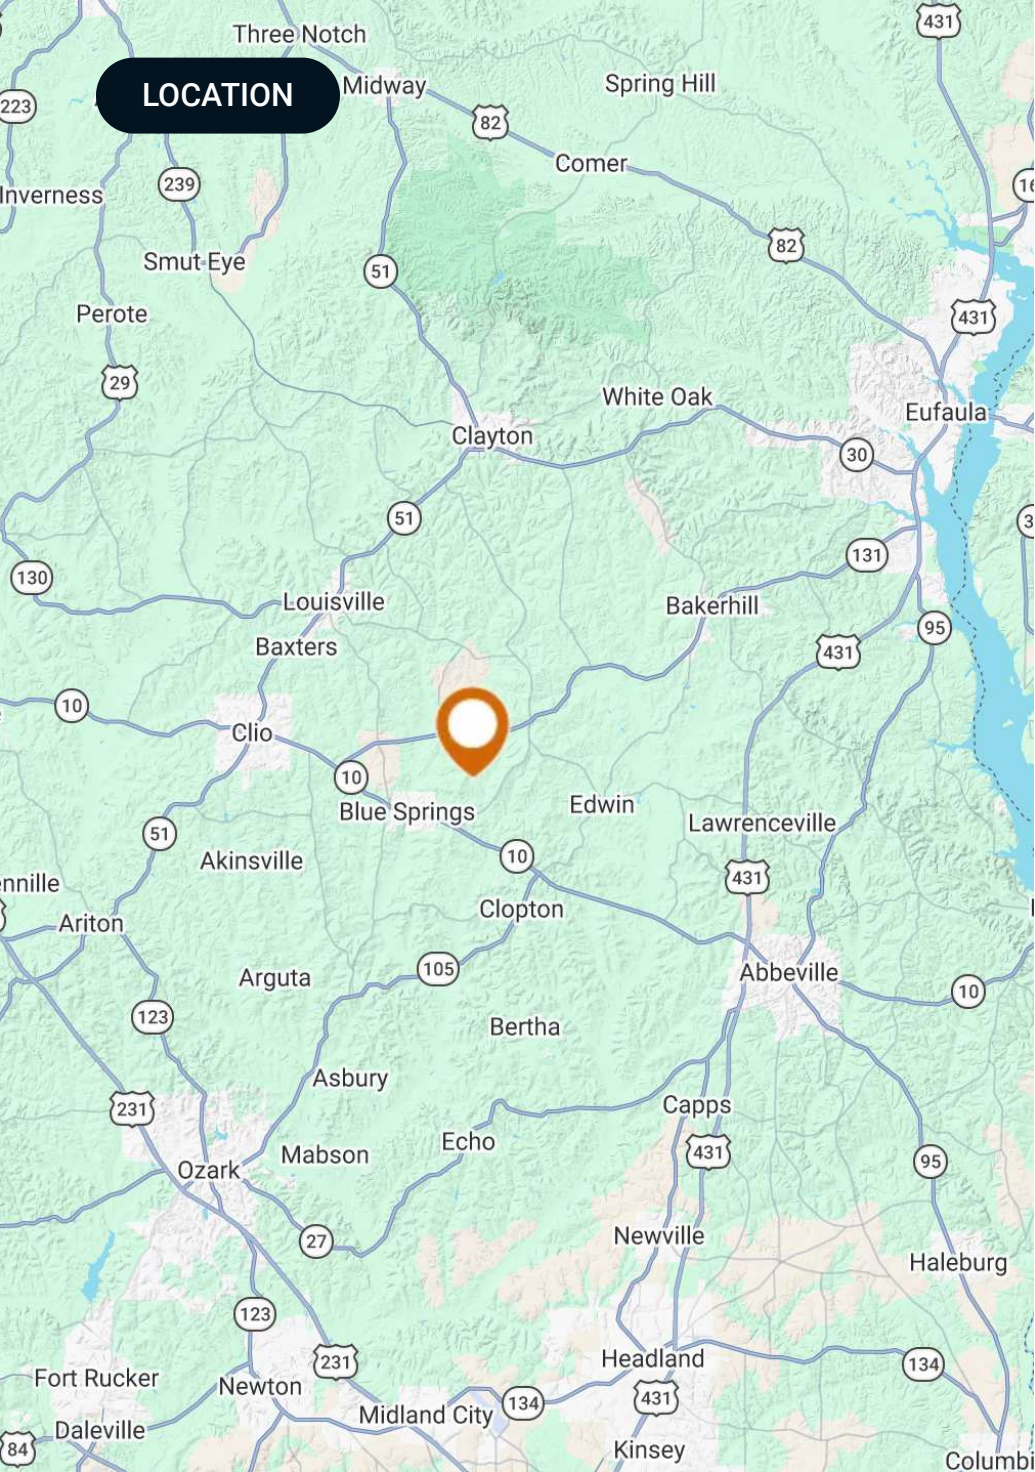 431
Three Notch
LOCATION
Midway
Spring Hill
223
82
Comer
239
Inverness
82
Smut Eye
51
Perote
431
29
White Oak
Eufaula
Clayton
30
51
131
130
Louisville
Bakerhill
95
Baxters
431
10
Clio
10
Edwin
Blue Springs
Lawrenceville
51
10
Akinsville
431
Clopton
Ariton
105
Abbeville
Arguta
10
123
Bertha
Asbury
Capps
231
Echo
431
Mabson
95
Ozark
Newville
27
Haleburg
123
Headland
231
134
Fort Rucker
Newton
431
134
Midland City
Daleville
84
Kinsey